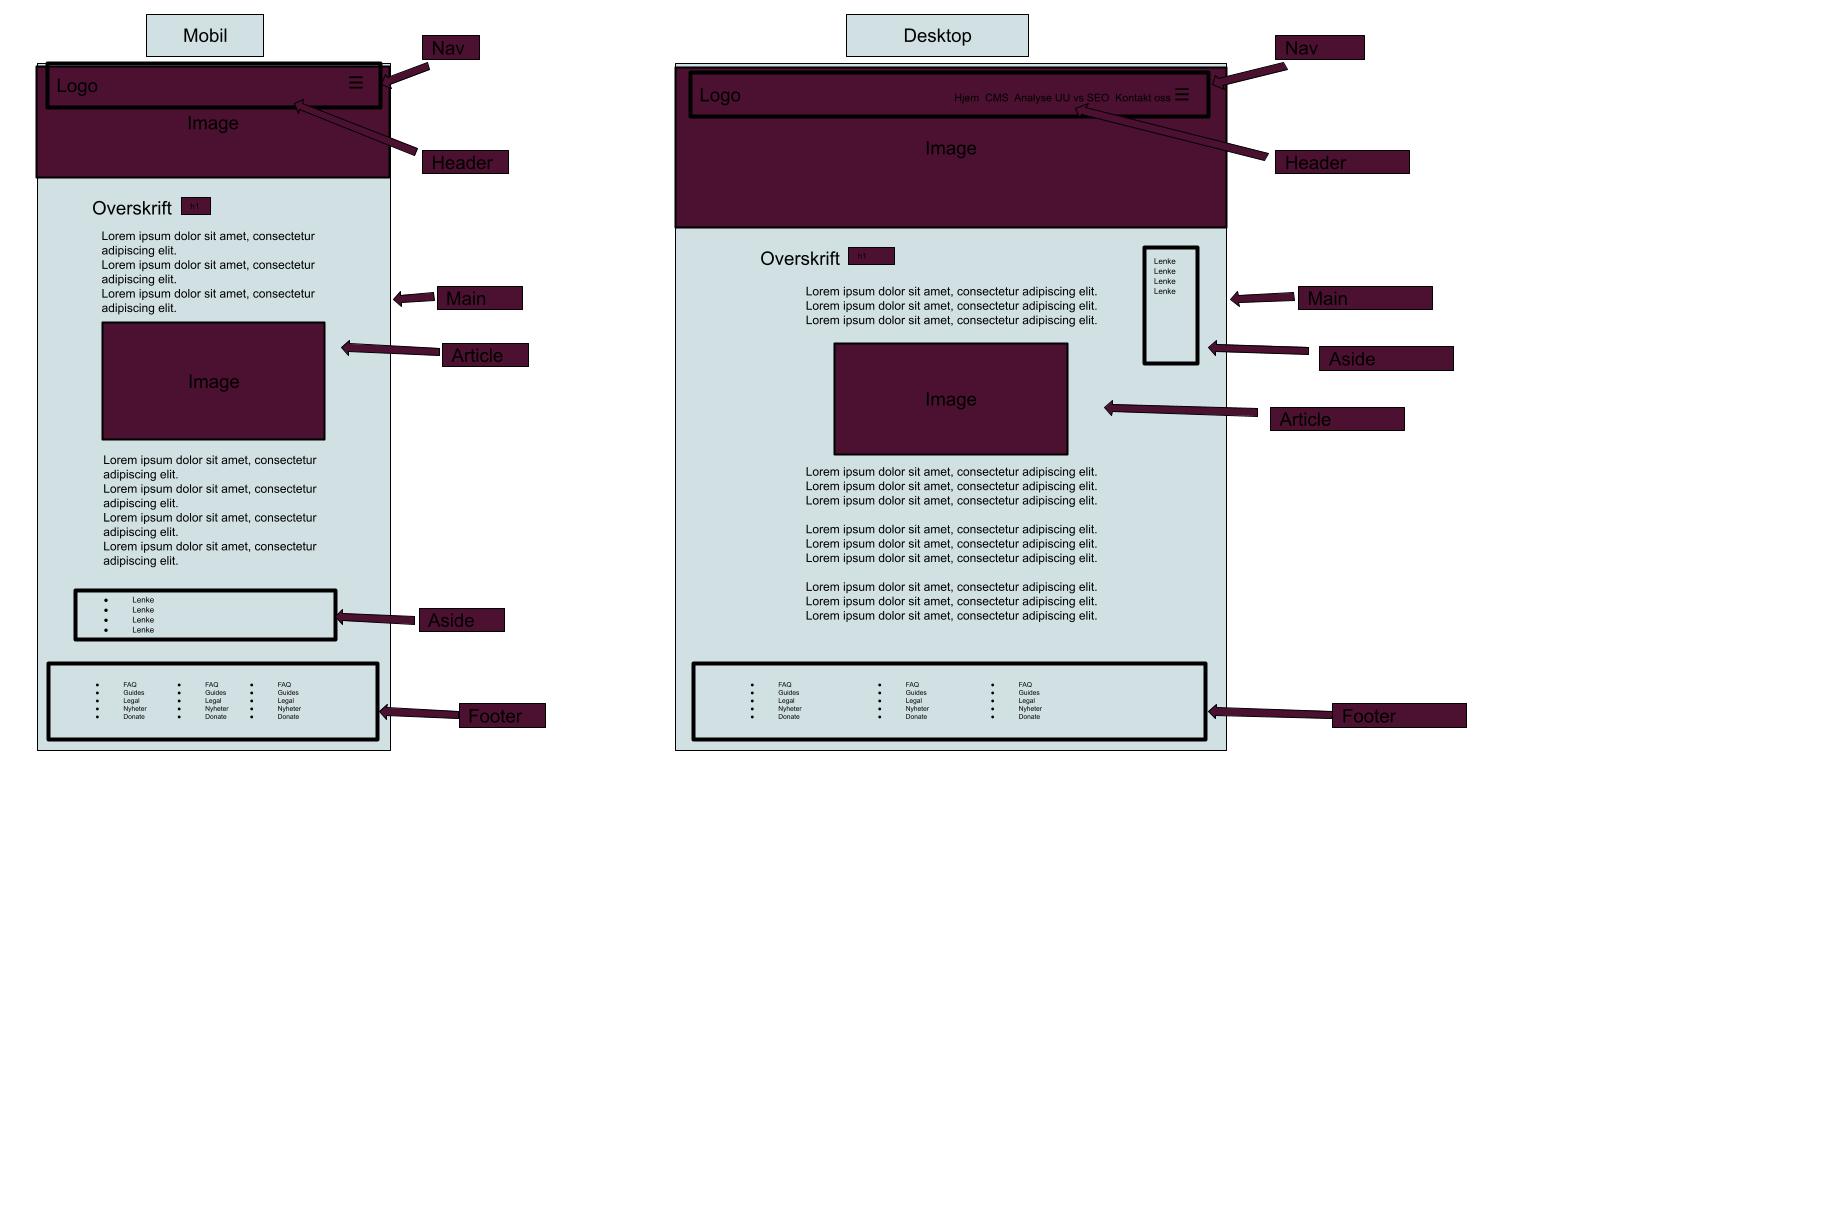 Mobil
Nav
Logo
Image
Header
Overskrift h1
Lorem ipsum dolor sit amet, consectetur
adipiscing elit.
Lorem ipsum dolor sit amet, consectetur
adipiscing elit.
Lorem ipsum dolor sit amet, consectetur
adipiscing elit.
Main
Article
Image
Lorem ipsum dolor sit amet, consectetur
adipiscing elit.
Lorem ipsum dolor sit amet, consectetur
adipiscing elit.
Lorem ipsum dolor sit amet, consectetur
adipiscing elit.
Lorem ipsum dolor sit amet, consectetur
adipiscing elit.
Lenke
Lenke
Lenke
Lenke
Aside
FAQ
Guides
Legal
Nyheter
Donate
FAQ
Guides
Legal
Nyheter
Donate
FAQ
Guides
Legal
Nyheter
Donate
Footer
Desktop
Nav
Logo
Hjem CMS Analyse UU vs SEO Kontakt oss
Image
Header
Overskrift h1
Lorem ipsum dolor sit amet, consectetur adipiscing elit.
Lorem ipsum dolor sit amet, consectetur adipiscing elit.
Lorem ipsum dolor sit amet, consectetur adipiscing elit.
Lenke
Lenke
Lenke
Lenke
Main
Aside
Image
Article
Lorem ipsum dolor sit amet, consectetur adipiscing elit.
Lorem ipsum dolor sit amet, consectetur adipiscing elit.
Lorem ipsum dolor sit amet, consectetur adipiscing elit.
Lorem ipsum dolor sit amet, consectetur adipiscing elit.
Lorem ipsum dolor sit amet, consectetur adipiscing elit.
Lorem ipsum dolor sit amet, consectetur adipiscing elit.
Lorem ipsum dolor sit amet, consectetur adipiscing elit.
Lorem ipsum dolor sit amet, consectetur adipiscing elit.
Lorem ipsum dolor sit amet, consectetur adipiscing elit.
FAQ
Guides
Legal
Nyheter
Donate
FAQ
Guides
Legal
Nyheter
Donate
FAQ
Guides
Legal
Nyheter
Donate
Footer